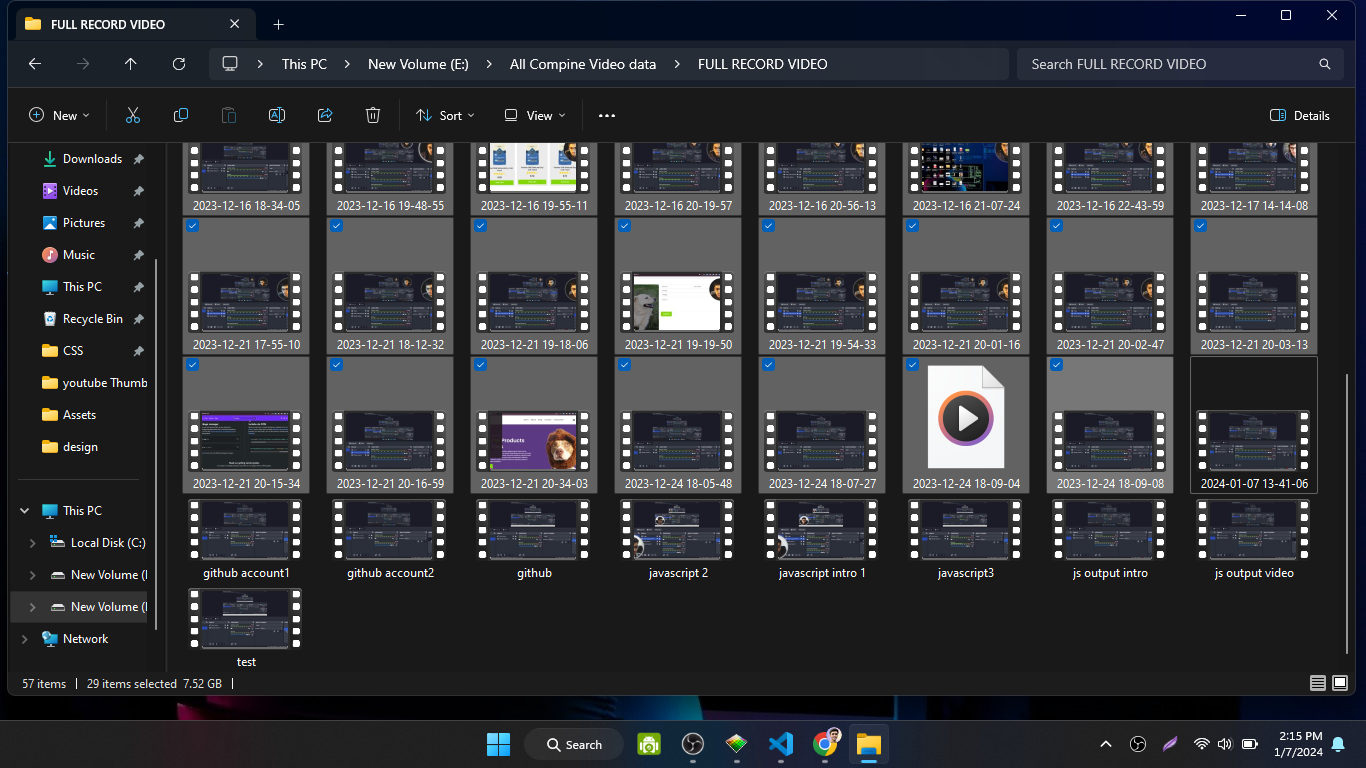 FULL RECORD VIDEO
This PC > New Volume (E:) > All Compine Video data > FULL RECORD VIDEO
Search FULL RECORD VIDEO
New
Sort
View
Details
Downloads
Videos
Pictures
Music
This PC
Recycle Bin
CSS
youtube Thumb
Assets
design
This PC
Local Disk (C:)
New Volume (
New Volume (
Network
2023-12-16 18-34-05
2023-12-16 19-48-55
2023-12-16 19-55-11
2023-12-16 20-19-57
2023-12-16 20-56-13
2023-12-16 21-07-24
2023-12-16 22-43-59
2023-12-17 14-14-08
2023-12-21 17-55-10
2023-12-21 18-12-32
2023-12-21 19-18-06
2023-12-21 19-19-50
2023-12-21 19-54-33
2023-12-21 20-01-16
2023-12-21 20-02-47
2023-12-21 20-03-13
Products
2023-12-21 20-15-34
2023-12-21 20-16-59
2023-12-21 20-34-03
2023-12-24 18-05-48
2023-12-24 18-07-27
2023-12-24 18-09-04
2023-12-24 18-09-08
2024-01-07 13-41-06
github account1
github account2
github
javascript 2
javascript intro 1
javascript3
js output intro
js output video
test
57 items
29 items selected 7.52 GB
Search
2:15 PM
1/7/2024